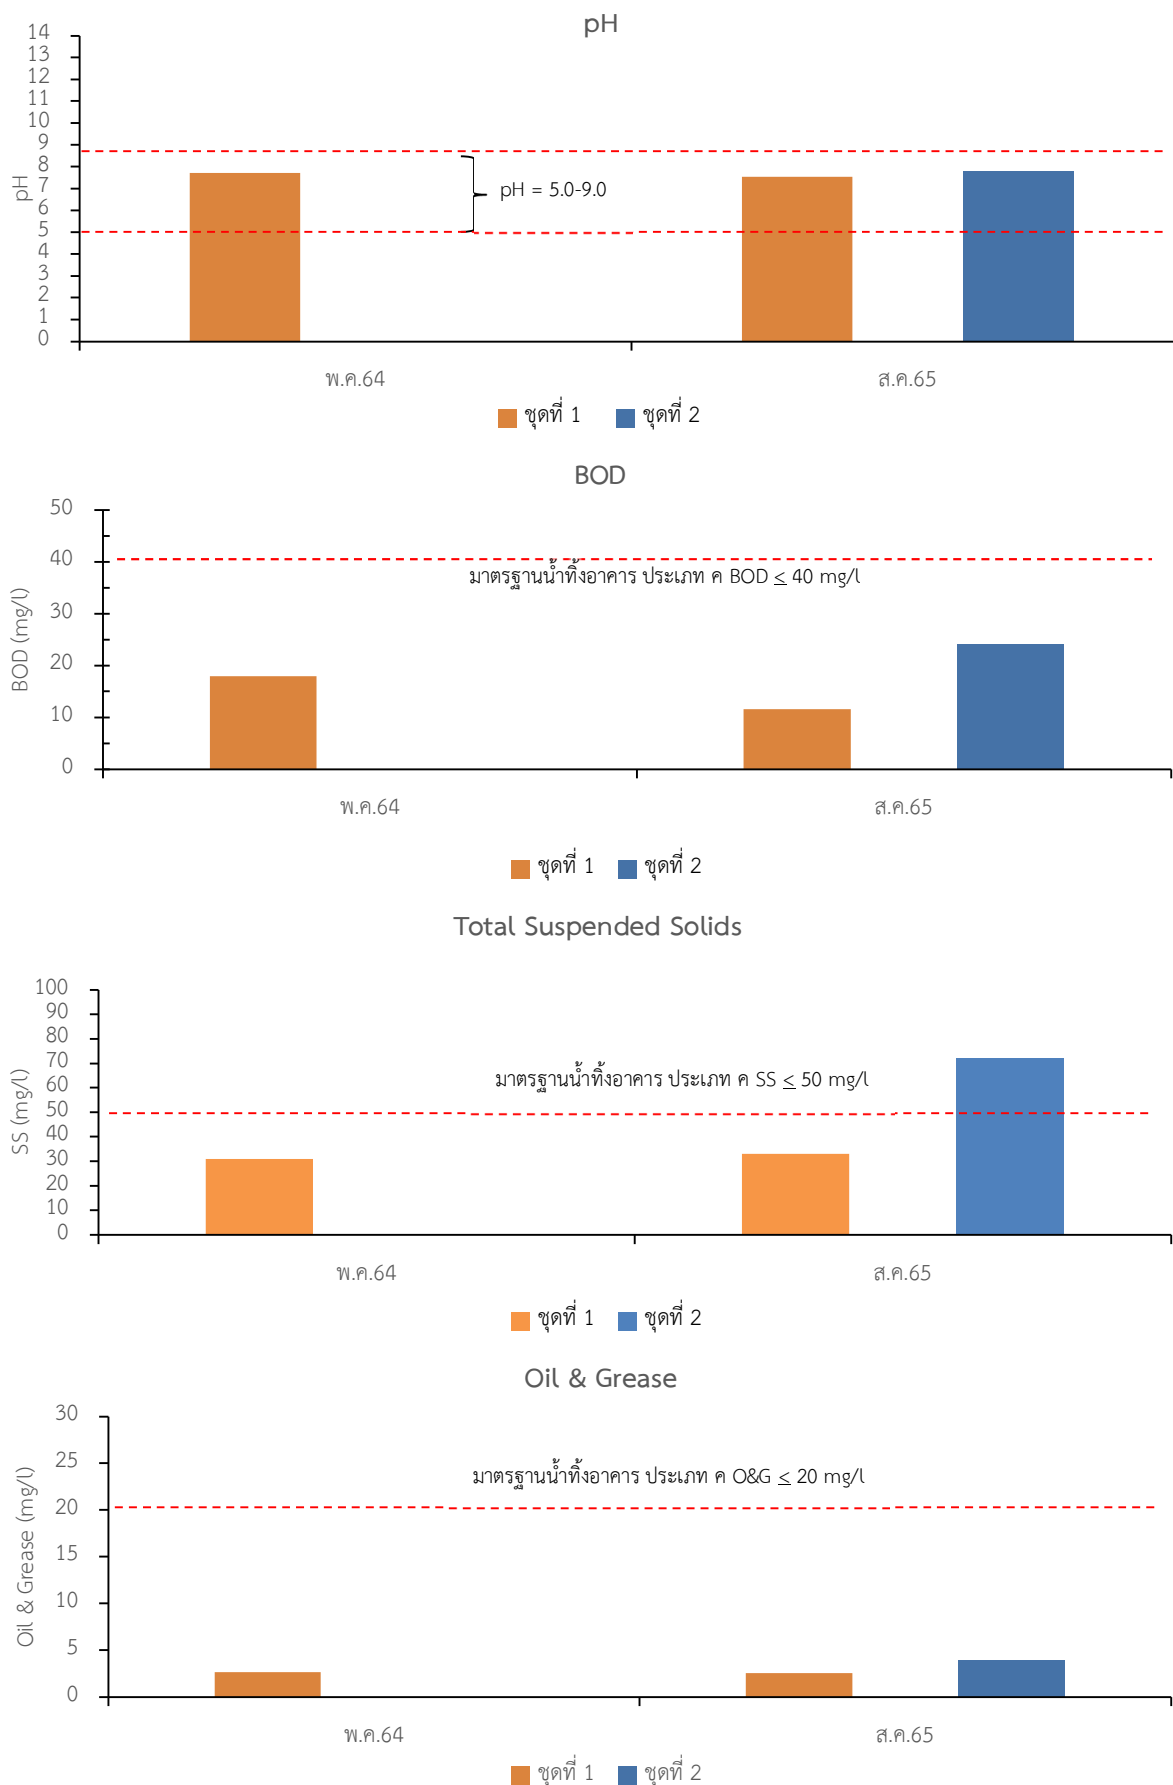 pH
14
13
12
11
10
9
8
7
6
5
4
3
2
1
0
pH
pH = 5.0-9.0
พ.ค.64
ส.ค.65
ชุดที่ 1
ชุดที่ 2
BOD
50
40
30
20
10
0
BOD (mg/l)
มาตรฐานน้ำทิ้งอาคาร ประเภท ค BOD ≤ 40 mg/l
พ.ค.64
ส.ค.65
ชุดที่ 1
ชุดที่ 2
Total Suspended Solids
100
90
80
70
60
50
40
30
20
10
0
SS (mg/l)
มาตรฐานน้ำทิ้งอาคาร ประเภท ค SS ≤ 50 mg/l
พ.ค.64
ส.ค.65
ชุดที่ 1
ชุดที่ 2
Oil & Grease
30
25
20
15
10
5
0
Oil & Grease (mg/l)
มาตรฐานน้ำทิ้งอาคาร ประเภท ค O&G ≤ 20 mg/l
พ.ค.64
ส.ค.65
ชุดที่ 1
ชุดที่ 2